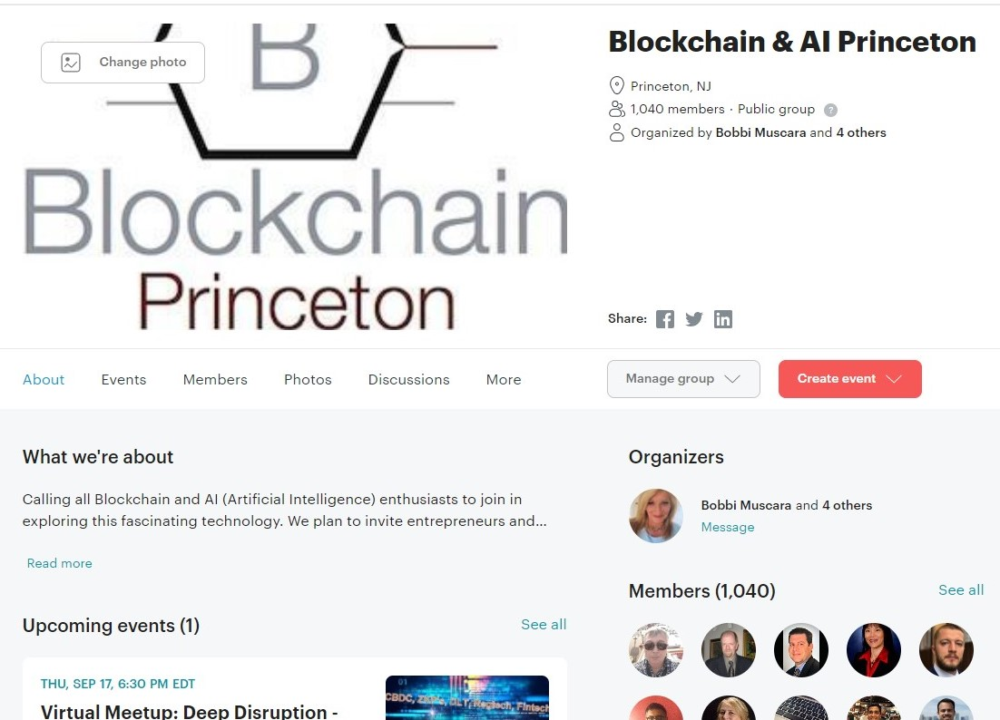 Change photo
B
Blockchain
Princeton
Blockchain & AI Princeton
Princeton, NJ
1,040 members · Public group ?
Organized by Bobbi Muscara and 4 others
Share:
About Events Members Photos Discussions More
Manage group
Create event
What we're about
Calling all Blockchain and AI (Artificial Intelligence) enthusiasts to join in
exploring this fascinating technology. We plan to invite entrepreneurs and...
Read more
Upcoming events (1)
See all
THU, SEP 17, 6:30 PM EDT
Virtual Meetup: Deep Disruption -
01
CBDC, ZKPs, DLT, Regtech, Fintech
Organizers
Bobbi Muscara and 4 others
Message
Members (1,040)
See all